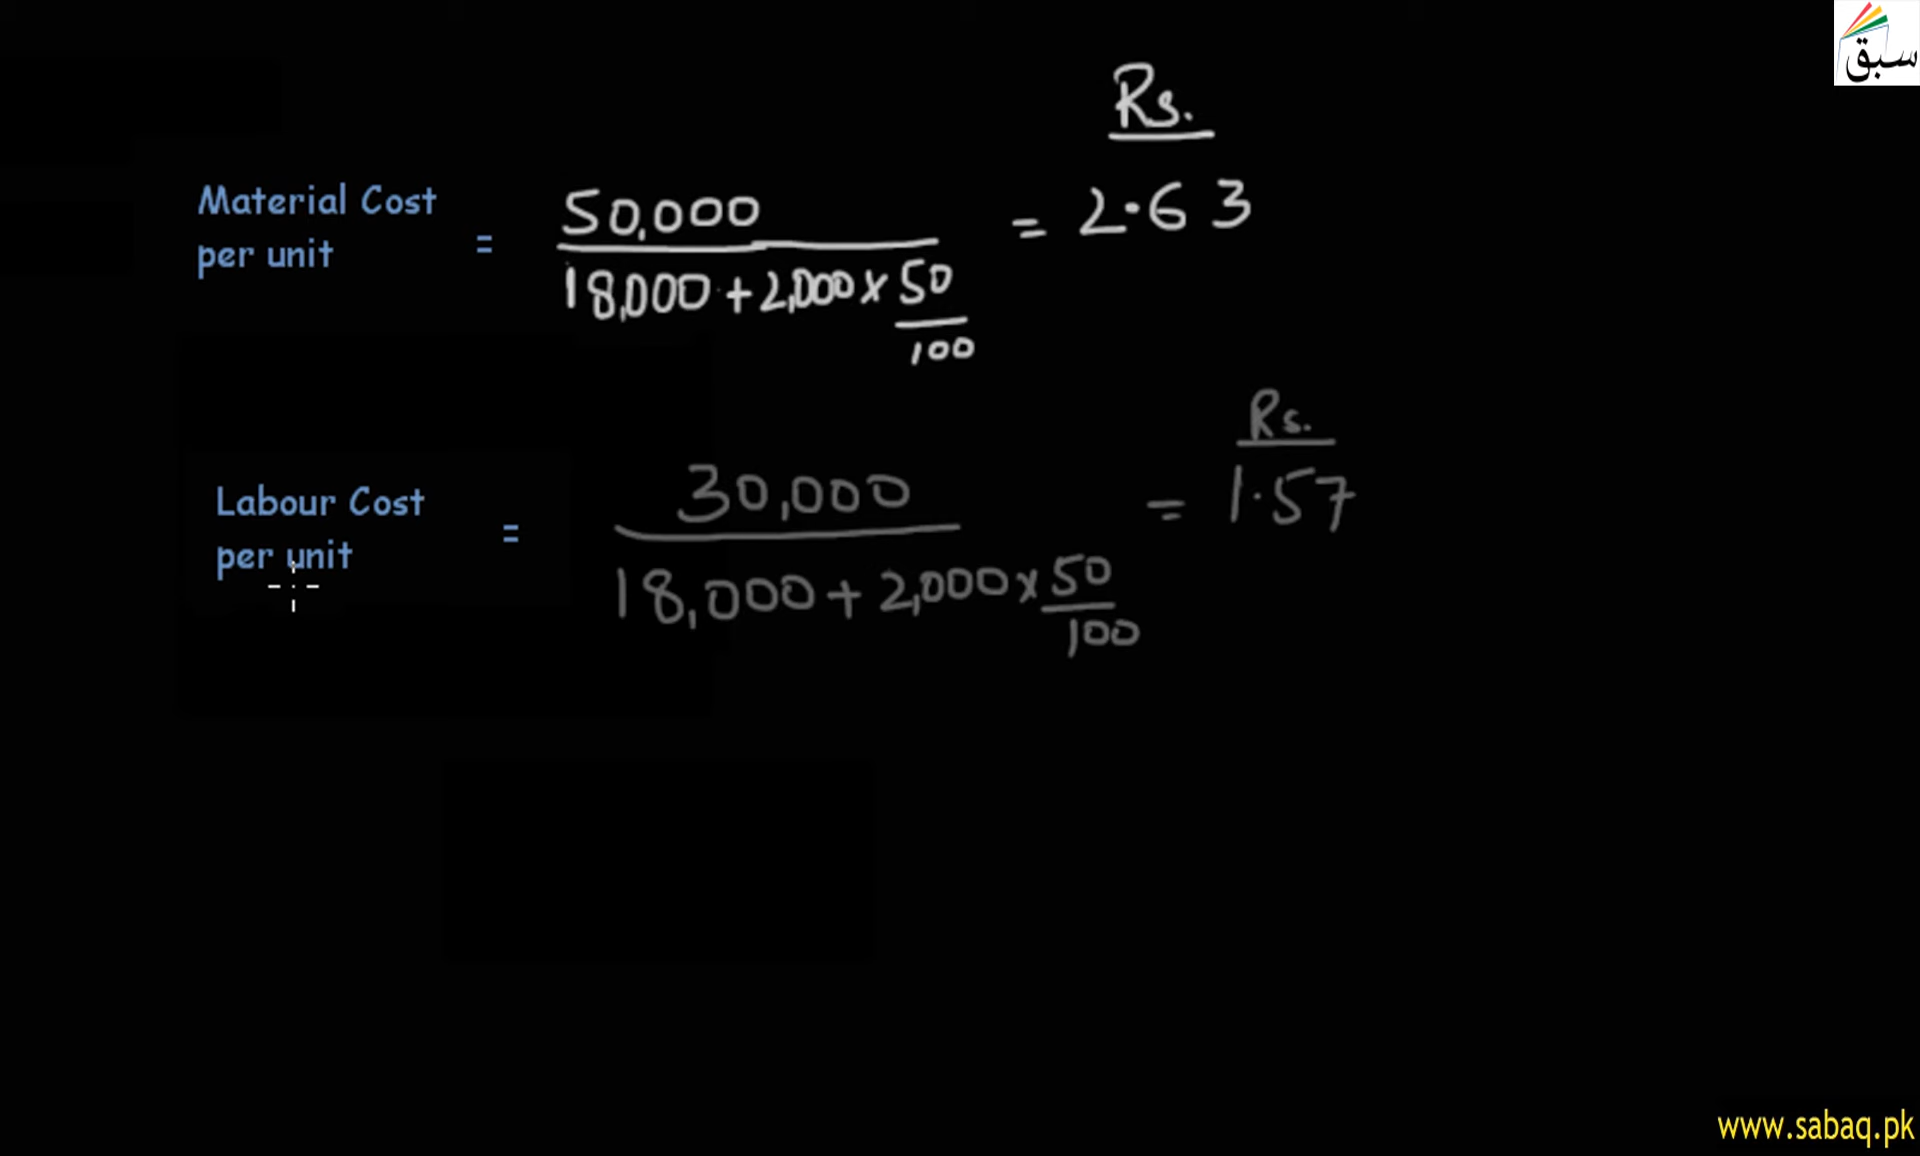 سبق
Rs.
Material Cost per unit = 50,000 / 18,000 + 2,000 x 50/100 = 2.63
Rs.
Labour Cost per unit = 30,000 / 18,000 + 2,000 x 50/100 = 1.57
www.sabaq.pk